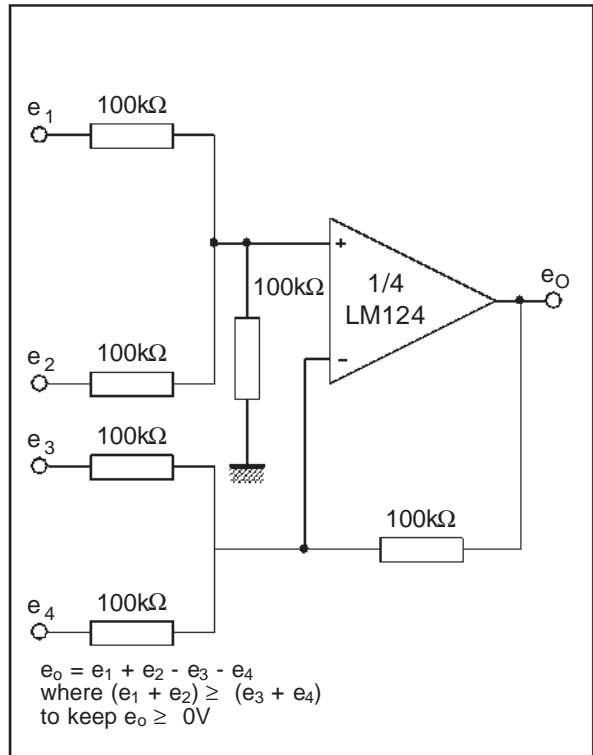 e1
100kΩ
+
100kΩ
1/4
LM124
eO
e2
100kΩ
-
e3
100kΩ
100kΩ
e4
100kΩ
eo = e1 + e2 - e3 - e4
where (e1 + e2) ≥ (e3 + e4)
to keep eo ≥ 0V